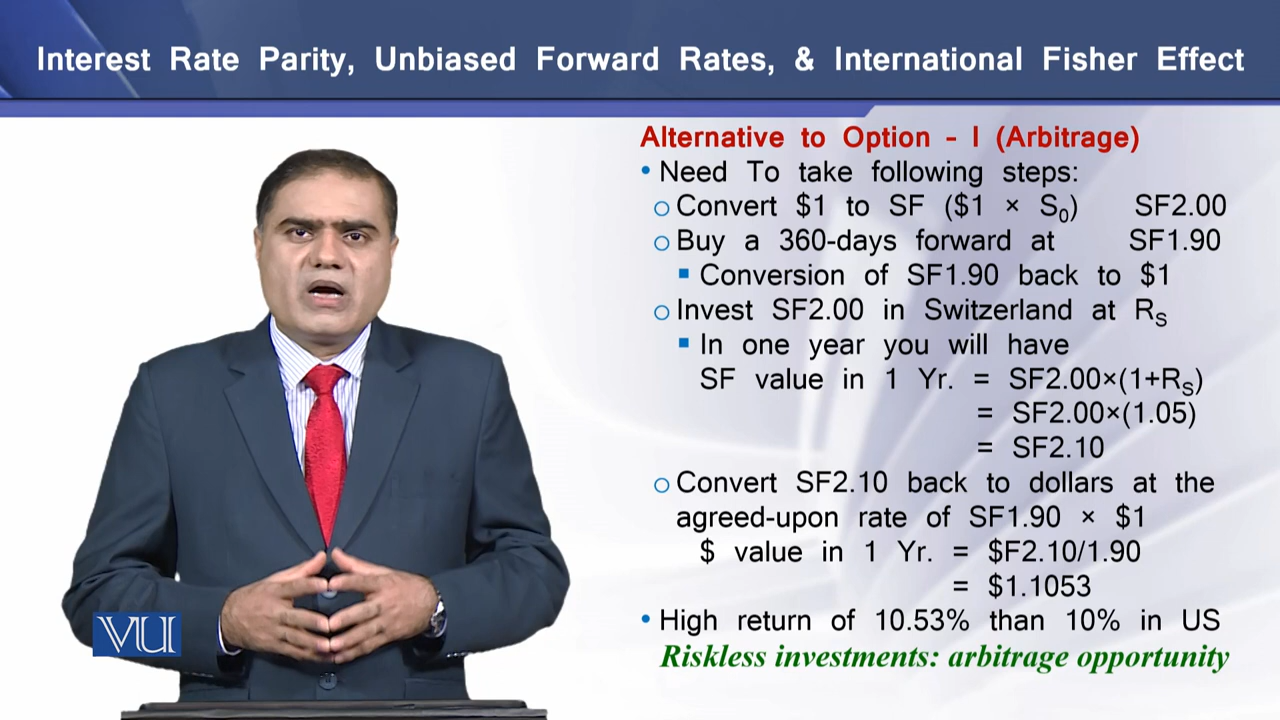 Interest Rate Parity, Unbiased Forward Rates, & International Fisher Effect
Alternative to Option - I (Arbitrage)
• Need To take following steps:
o Convert $1 to SF ($1 × S₀) SF2.00
o Buy a 360-days forward at SF1.90
▪ Conversion of SF1.90 back to $1
o Invest SF2.00 in Switzerland at RS
▪ In one year you will have
SF value in 1 Yr. = SF2.00×(1+RS)
= SF2.00×(1.05)
= SF2.10
o Convert SF2.10 back to dollars at the
agreed-upon rate of SF1.90 × $1
$ value in 1 Yr. = $F2.10/1.90
= $1.1053
• High return of 10.53% than 10% in US
Riskless investments: arbitrage opportunity
VU